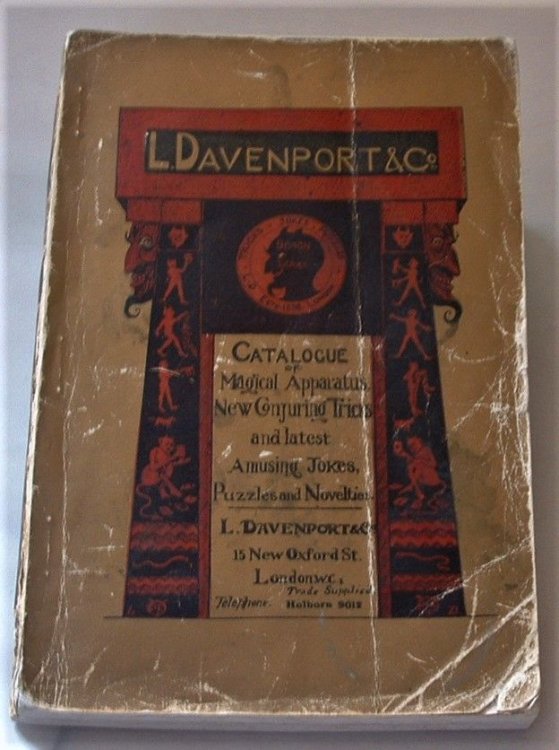 L. DAVENPORT & Co.
DEMON
CATALOGUE
OF
Magical Apparatus,
New Conjuring Tricks
and latest
Amusing Jokes,
Puzzles and Novelties.
L. DAVENPORT & Co
15 New Oxford St.
London W.C.,
Trade Supplied
Telephone. Holborn 9012